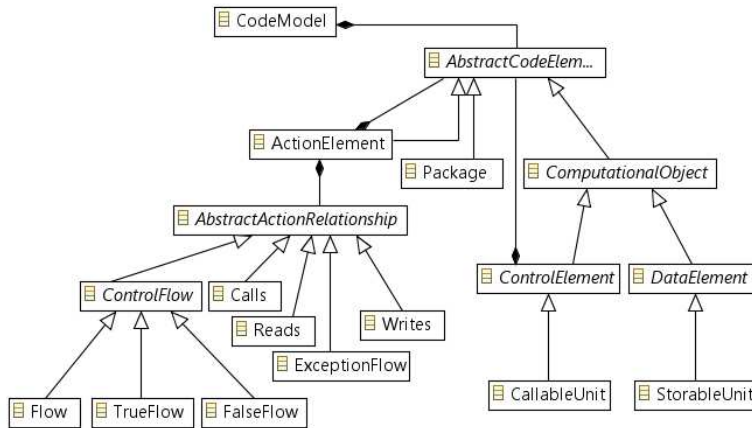 CodeModel
AbstractCodeElem...
ActionElement
Package
ComputationalObject
AbstractActionRelationship
ControlFlow
Calls
ControlElement
DataElement
Reads
Writes
ExceptionFlow
Flow
TrueFlow
FalseFlow
CallableUnit
StorableUnit